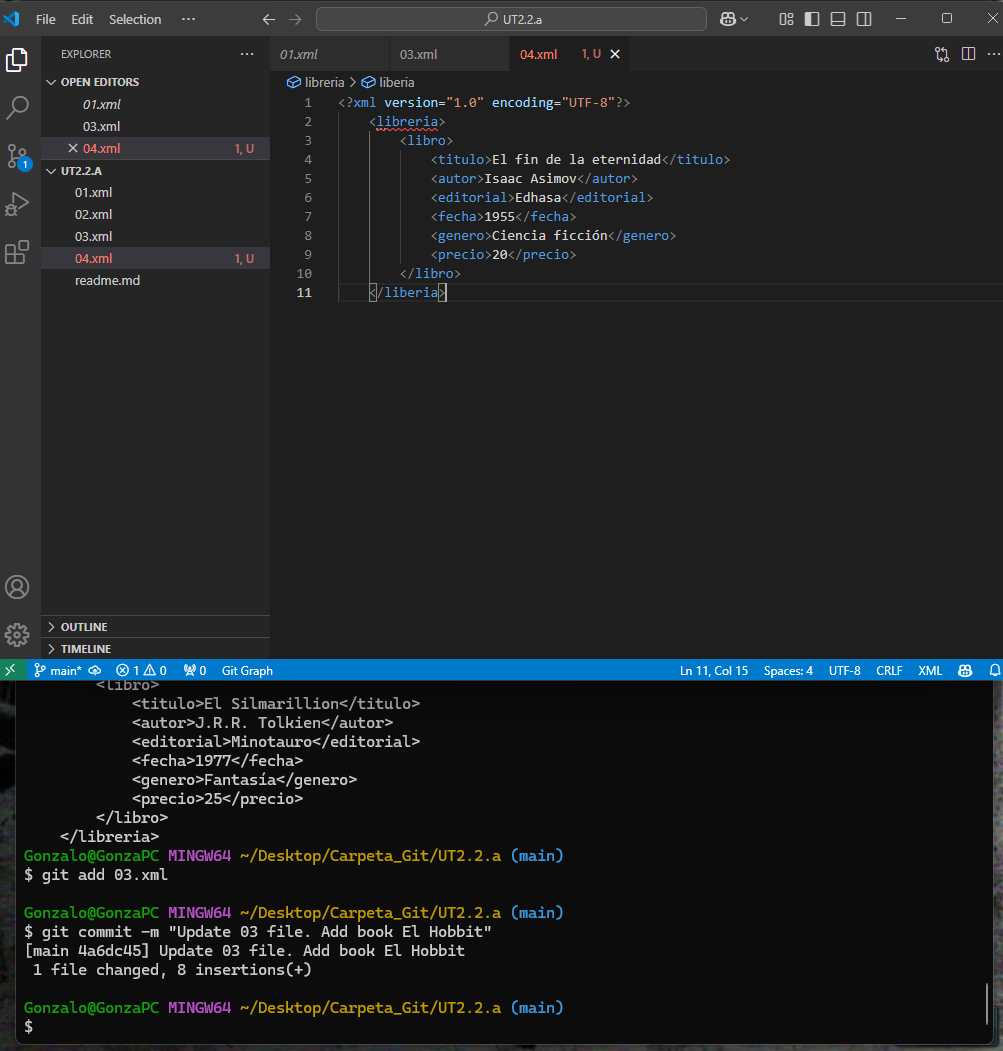 File Edit Selection ··· UT2.2.a
EXPLORER ···
OPEN EDITORS
01.xml
03.xml
04.xml 1, U
UT2.2.A
01.xml
02.xml
03.xml
04.xml 1, U
readme.md
OUTLINE
TIMELINE
01.xml 03.xml 04.xml 1, U
libreria > liberia
1 <?xml version="1.0" encoding="UTF-8"?>
2 <libreria>
3 <libro>
4 <titulo>El fin de la eternidad</titulo>
5 <autor>Isaac Asimov</autor>
6 <editorial>Edhasa</editorial>
7 <fecha>1955</fecha>
8 <genero>Ciencia ficción</genero>
9 <precio>20</precio>
10 </libro>
11 </liberia>
1
main* 1 0 0 Git Graph Ln 11, Col 15 Spaces: 4 UTF-8 CRLF XML
<libro>
<titulo>El Silmarillion</titulo>
<autor>J.R.R. Tolkien</autor>
<editorial>Minotauro</editorial>
<fecha>1977</fecha>
<genero>Fantasía</genero>
<precio>25</precio>
</libro>
</libreria>
Gonzalo@GonzaPC MINGW64 ~/Desktop/Carpeta_Git/UT2.2.a (main)
$ git add 03.xml
Gonzalo@GonzaPC MINGW64 ~/Desktop/Carpeta_Git/UT2.2.a (main)
$ git commit -m "Update 03 file. Add book El Hobbit"
[main 4a6dc45] Update 03 file. Add book El Hobbit
1 file changed, 8 insertions(+)
Gonzalo@GonzaPC MINGW64 ~/Desktop/Carpeta_Git/UT2.2.a (main)
$